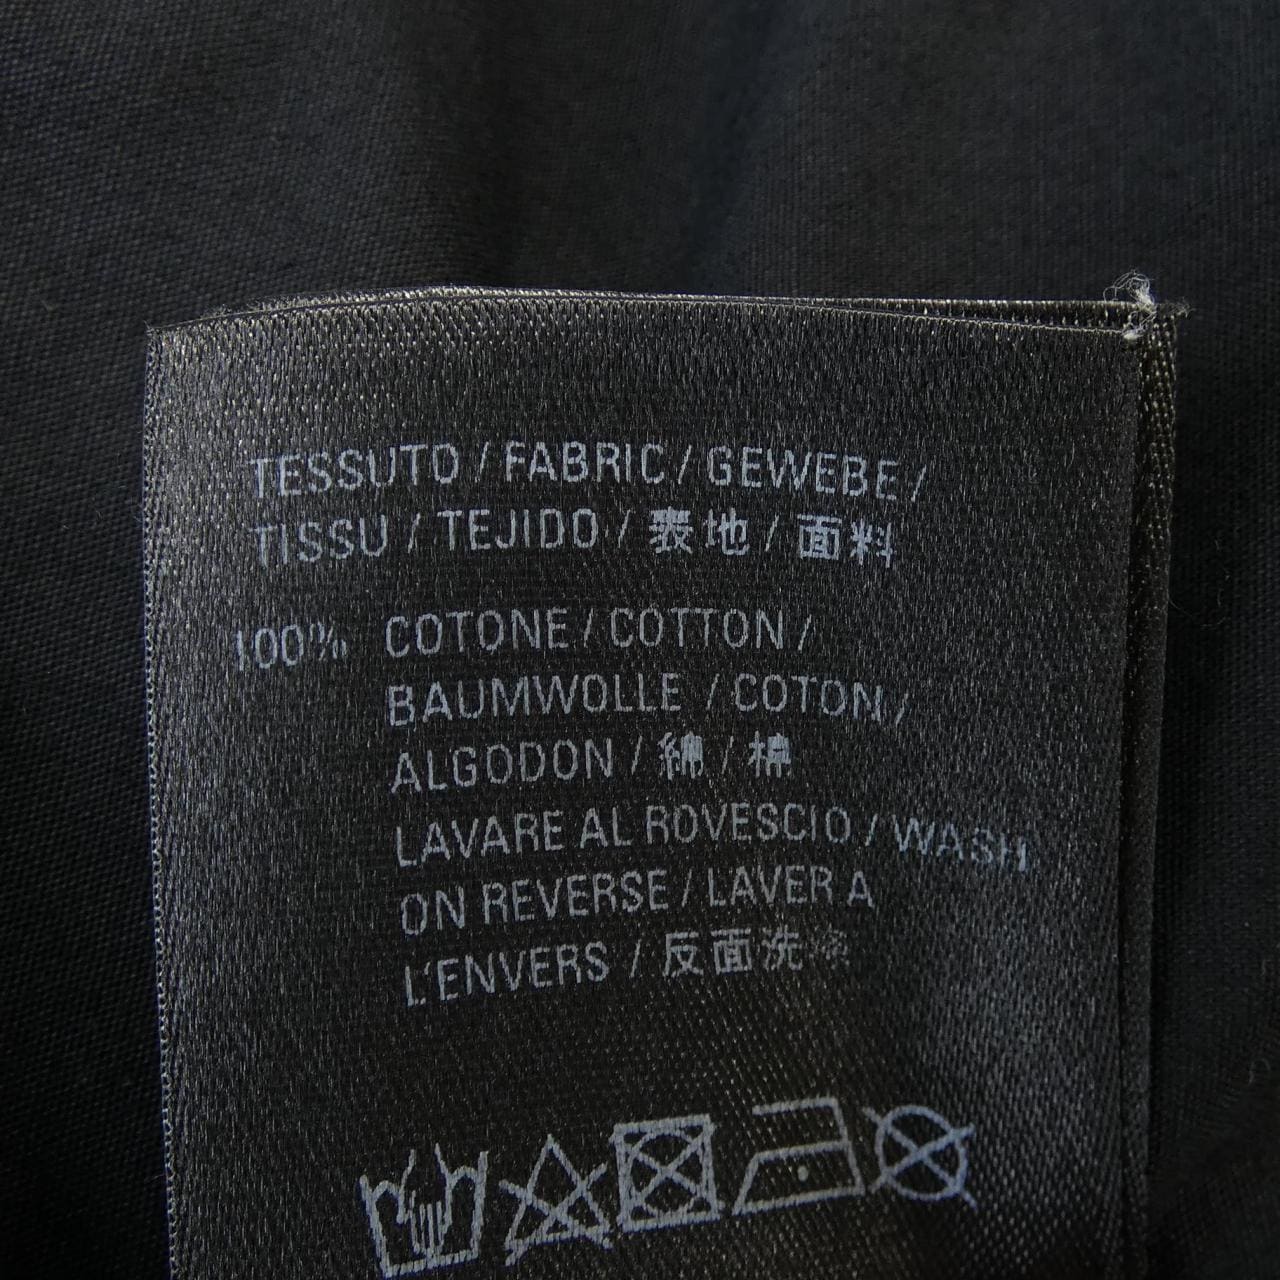 TESSUTO / FABRIC / GEWEBE /
TISSU / TEJIDO / 表地 / 面料
100% COTONE / COTTON /
BAUMWOLLE / COTON /
ALGODON / 綿 / 棉
LAVARE AL ROVESCIO / WASH
ON REVERSE / LAVER A
L'ENVERS / 反面洗涤